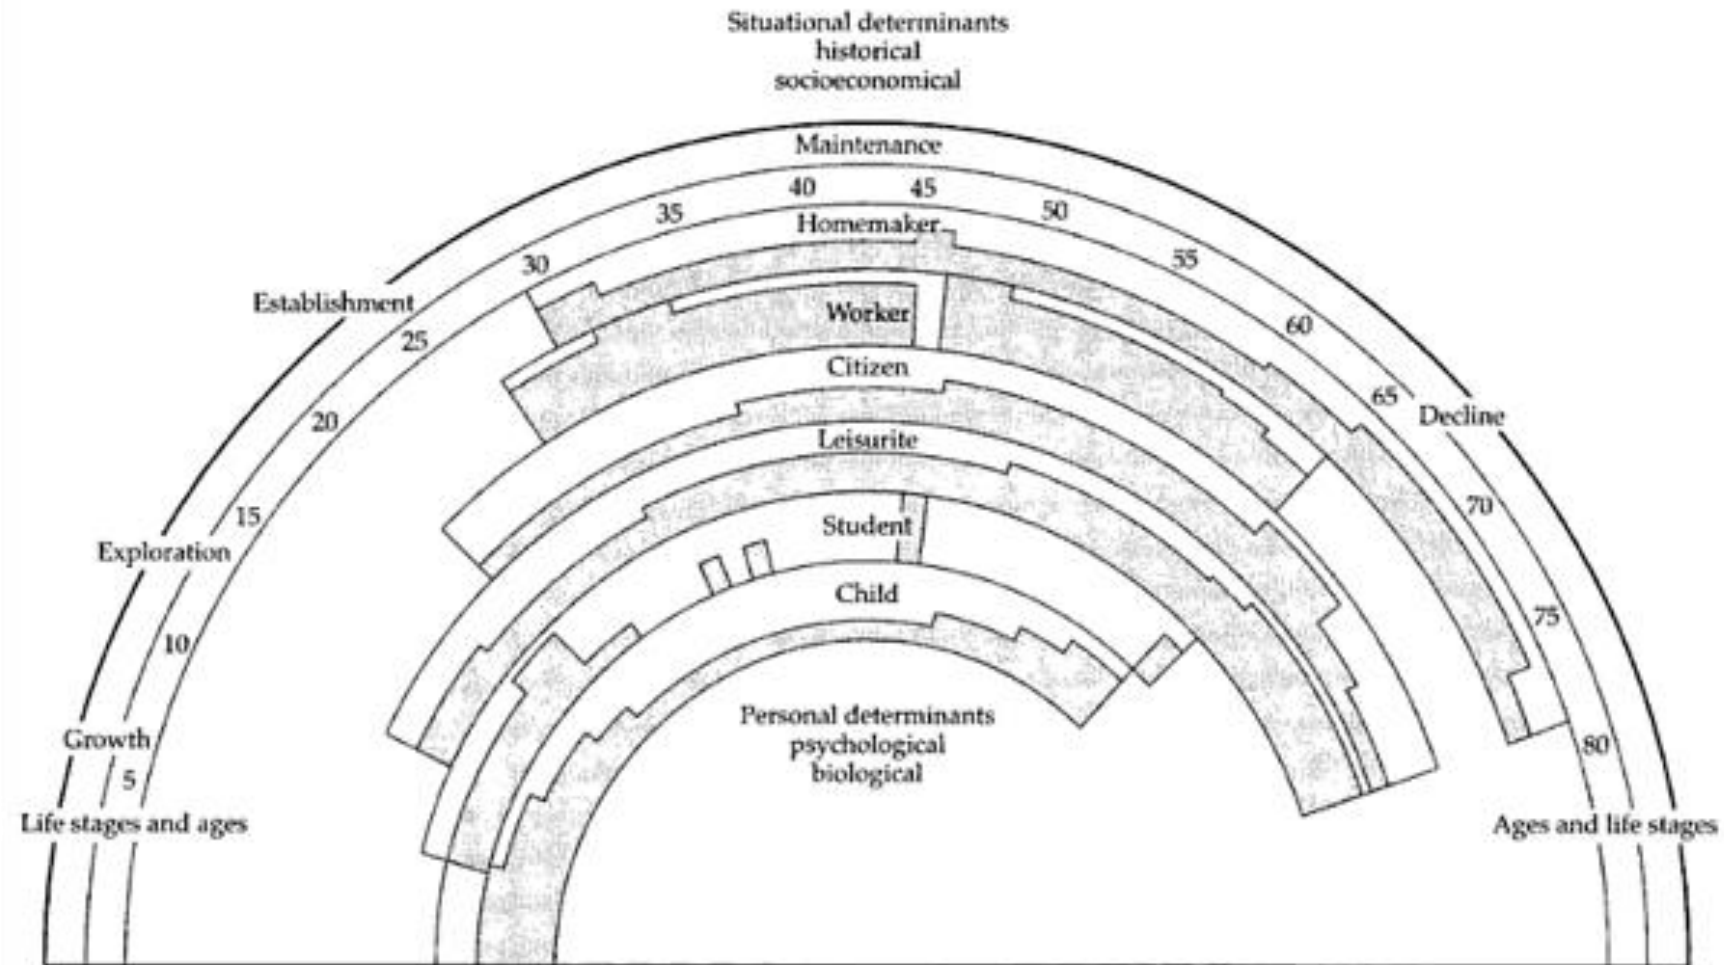 Situational determinants
historical
socioeconomical
Maintenance
40
45
35
50
Homemaker
30
55
Establishment
Worker
25
60
Citizen
65
Decline
20
Leisurite
70
15
Student
Exploration
Child
75
10
Personal determinants
psychological
biological
Growth
80
5
Life stages and ages
Ages and life stages